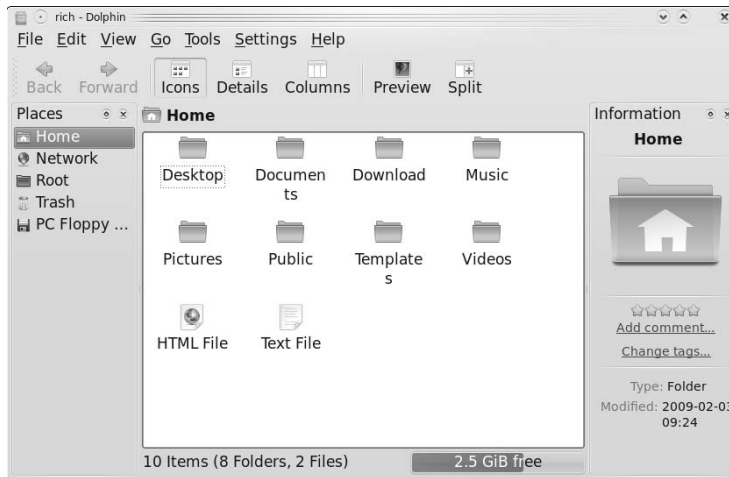 rich - Dolphin
File Edit View Go Tools Settings Help
Back Forward Icons Details Columns Preview Split
Places
Home
Network
Root
Trash
PC Floppy ...
Home
Desktop
Documen
ts
Download
Music
Pictures
Public
Template
s
Videos
HTML File
Text File
10 Items (8 Folders, 2 Files)
2.5 GiB free
Information
Home
Add comment...
Change tags...
Type: Folder
Modified: 2009-02-03
09:24